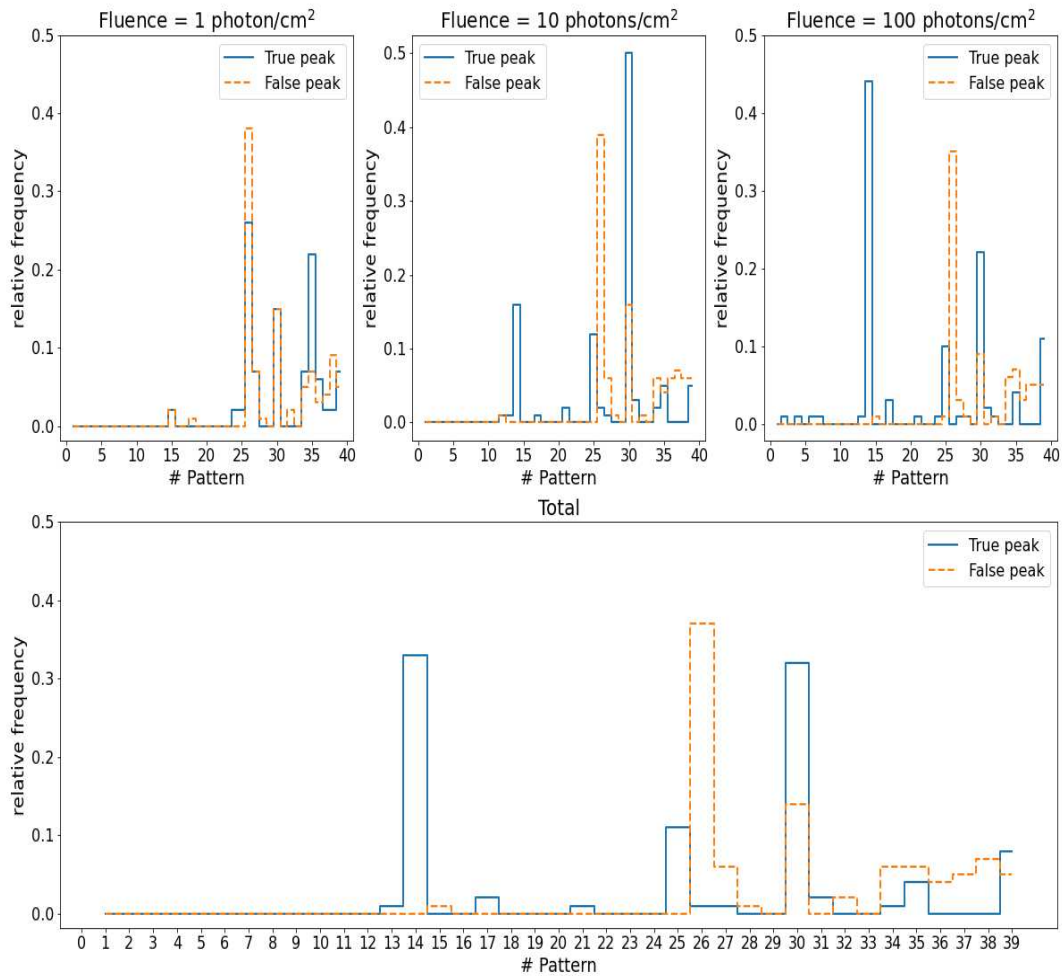 Fluence = 1 photon/cm²
Fluence = 10 photons/cm²
Fluence = 100 photons/cm²
True peak
False peak
True peak
False peak
True peak
False peak
relative frequency
0.5
0.4
0.3
0.2
0.1
0.0
0 5 10 15 20 25 30 35 40
# Pattern
relative frequency
0.5
0.4
0.3
0.2
0.1
0.0
0 5 10 15 20 25 30 35 40
# Pattern
relative frequency
0.5
0.4
0.3
0.2
0.1
0.0
0 5 10 15 20 25 30 35 40
# Pattern
Total
True peak
False peak
relative frequency
0.5
0.4
0.3
0.2
0.1
0.0
0 1 2 3 4 5 6 7 8 9 10 11 12 13 14 15 16 17 18 19 20 21 22 23 24 25 26 27 28 29 30 31 32 33 34 35 36 37 38 39
# Pattern